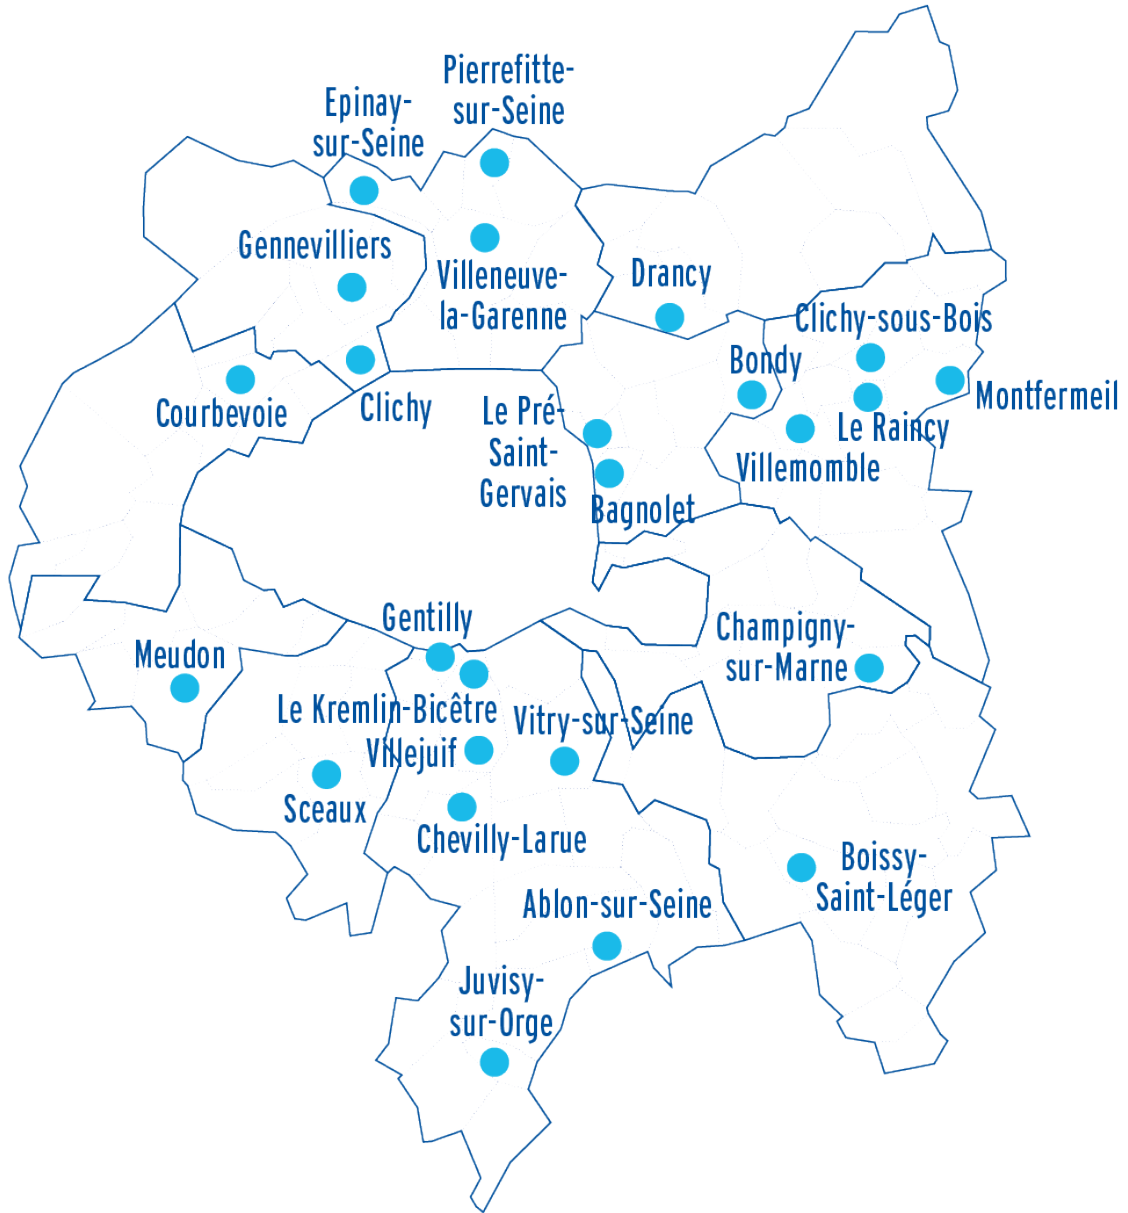 Pierrefitte-
sur-Seine
Epinay-
sur-Seine
Gennevilliers
Villeneuve-
la-Garenne
Drancy
Clichy-sous-Bois
Bondy
Montfermeil
Courbevoie
Clichy
Le Pré-
Saint-
Gervais
Le Raincy
Villemomble
Bagnolet
Gentilly
Champigny-
sur-Marne
Meudon
Le Kremlin-Bicêtre
Vitry-sur-Seine
Villejuif
Sceaux
Chevilly-Larue
Boissy-
Saint-Léger
Ablon-sur-Seine
Juvisy-
sur-Orge